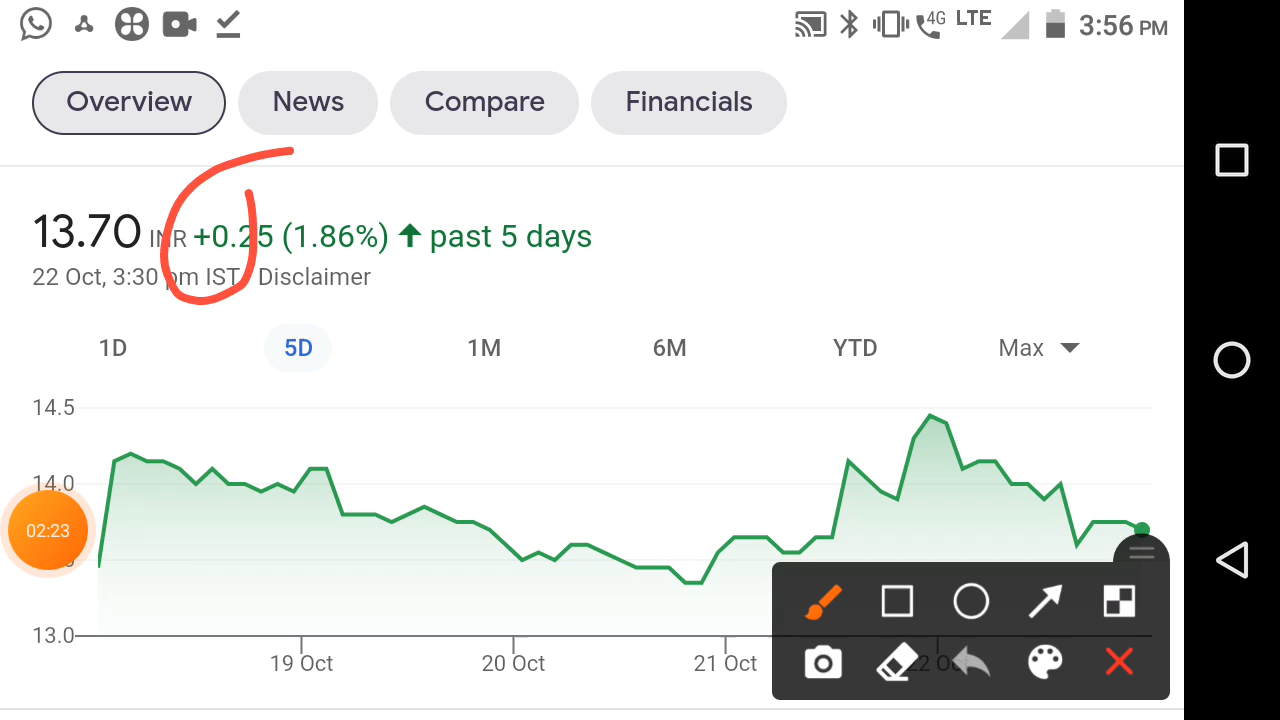 4G LTE 3:56 PM
Overview News Compare Financials
13.70 INR +0.25 (1.86%) past 5 days
22 Oct, 3:30 pm IST · Disclaimer
1D 5D 1M 6M YTD Max
14.5
14.0
02:23
13.0
19 Oct 20 Oct 21 Oct 22 Oct